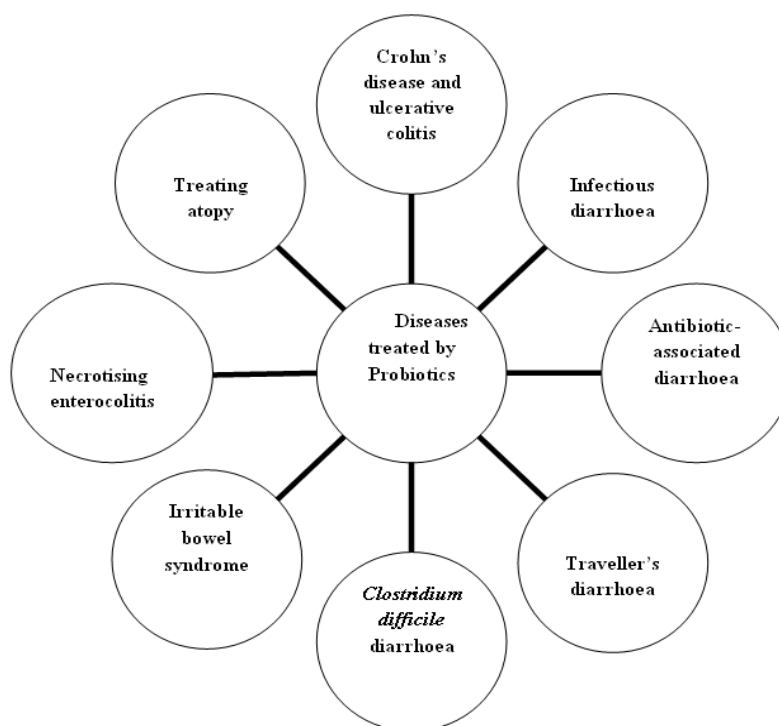 Crohn's
disease and
ulcerative
colitis
Treating
atopy
Infectious
diarrhoea
Diseases
treated by
Probiotics
Antibiotic-
associated
diarrhoea
Necrotising
enterocolitis
Irritable
bowel
syndrome
Traveller's
diarrhoea
Clostridium
difficile
diarrhoea